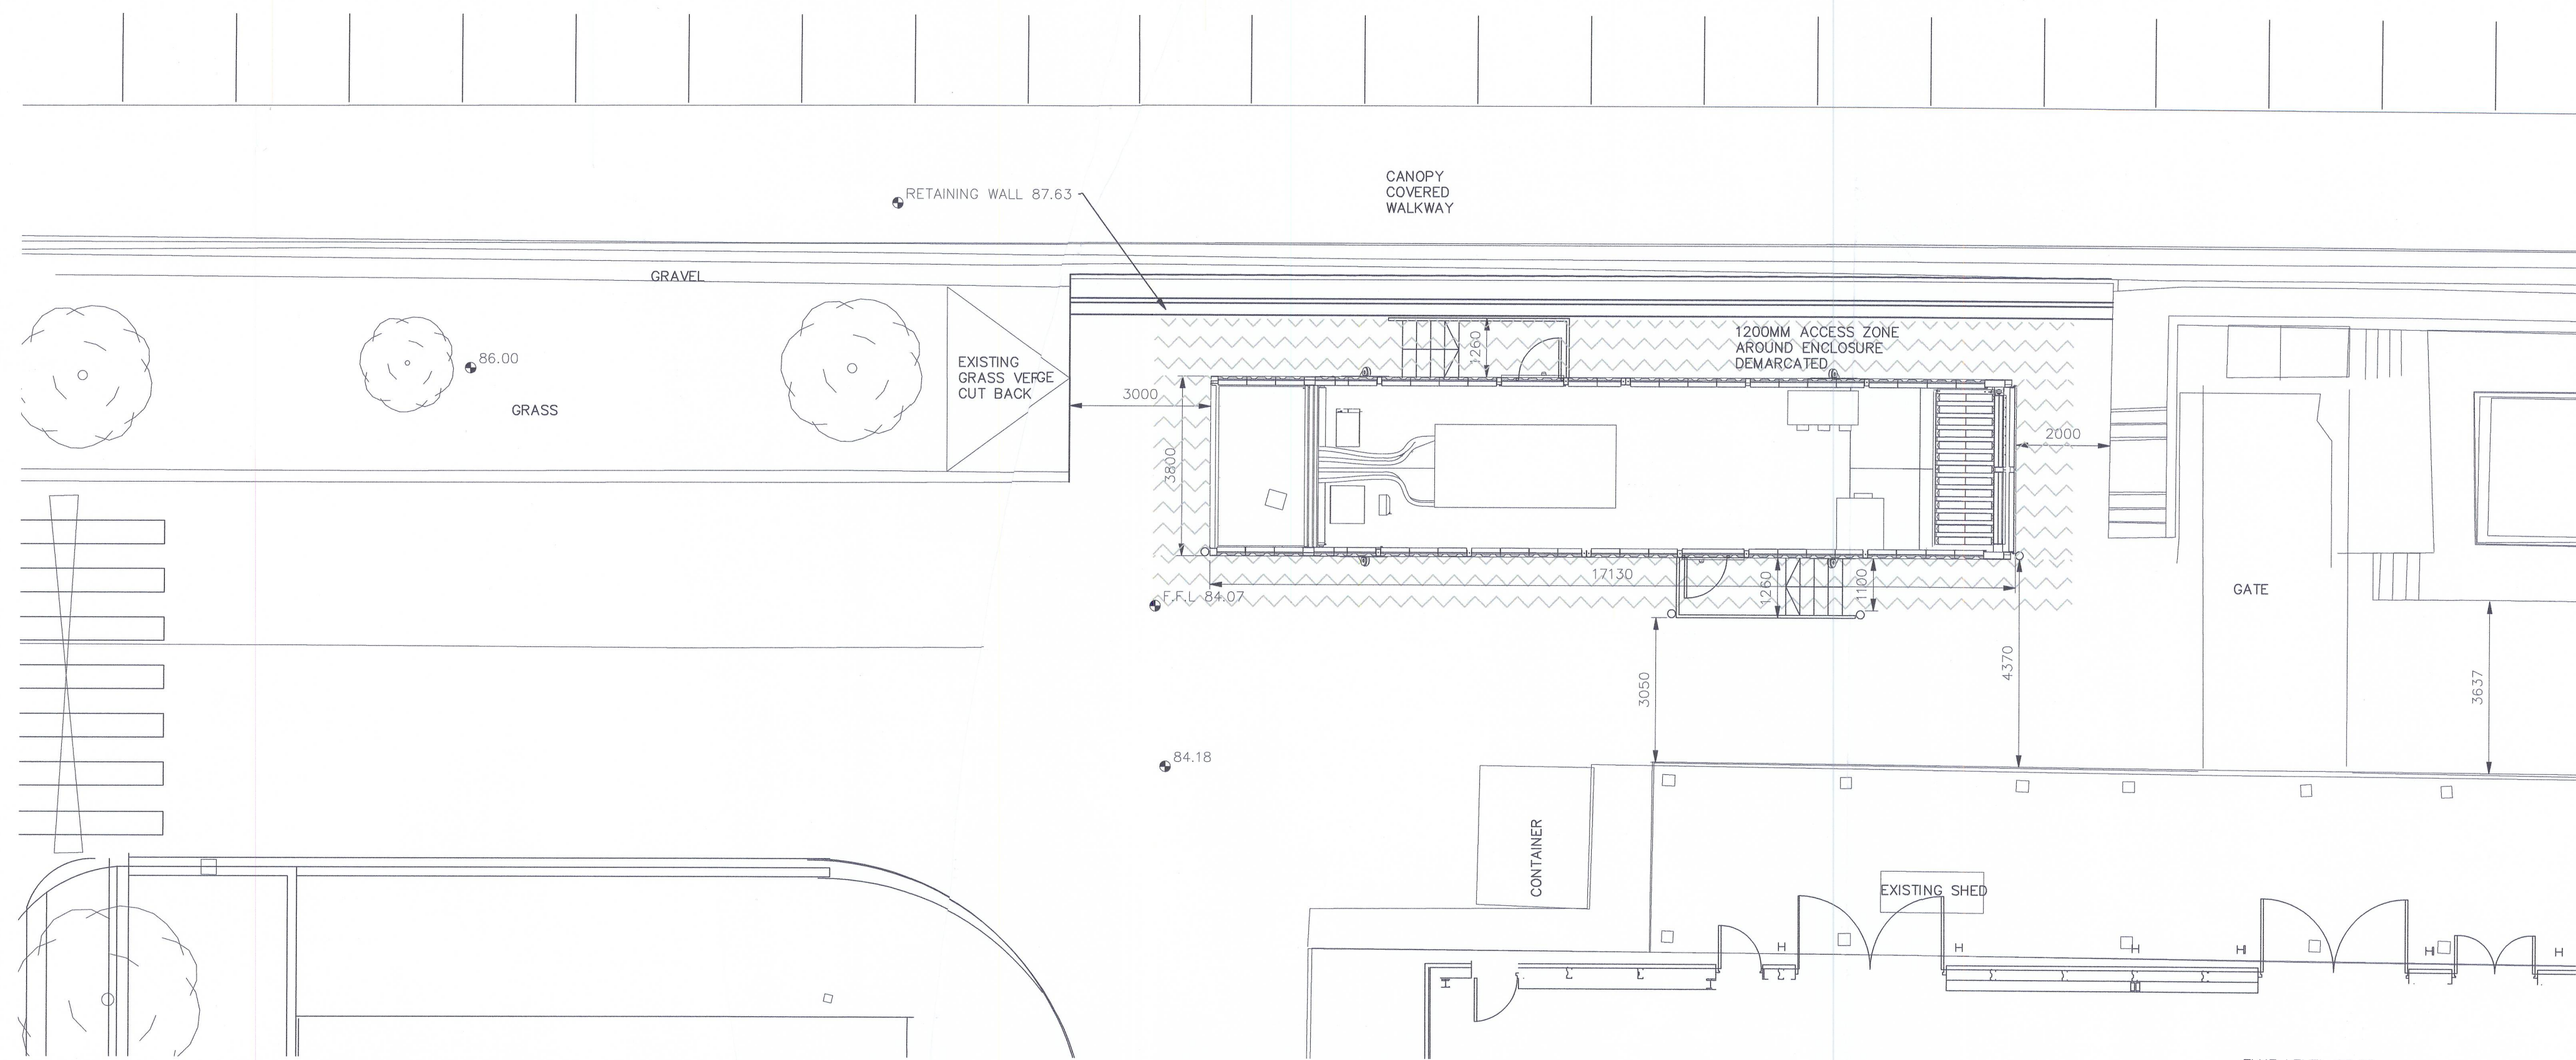 CANOPY
COVERED
WALKWAY
RETAINING WALL 87.63
GRAVEL
1200MM ACCESS ZONE
AROUND ENCLOSURE
DEMARCATED
1260
86.00
EXISTING
GRASS VERGE
CUT BACK
3000
GRASS
3800
2000
17130
1260
1100
F.F.L 84.07
GATE
3050
4370
3637
84.18
CONTAINER
EXISTING SHED